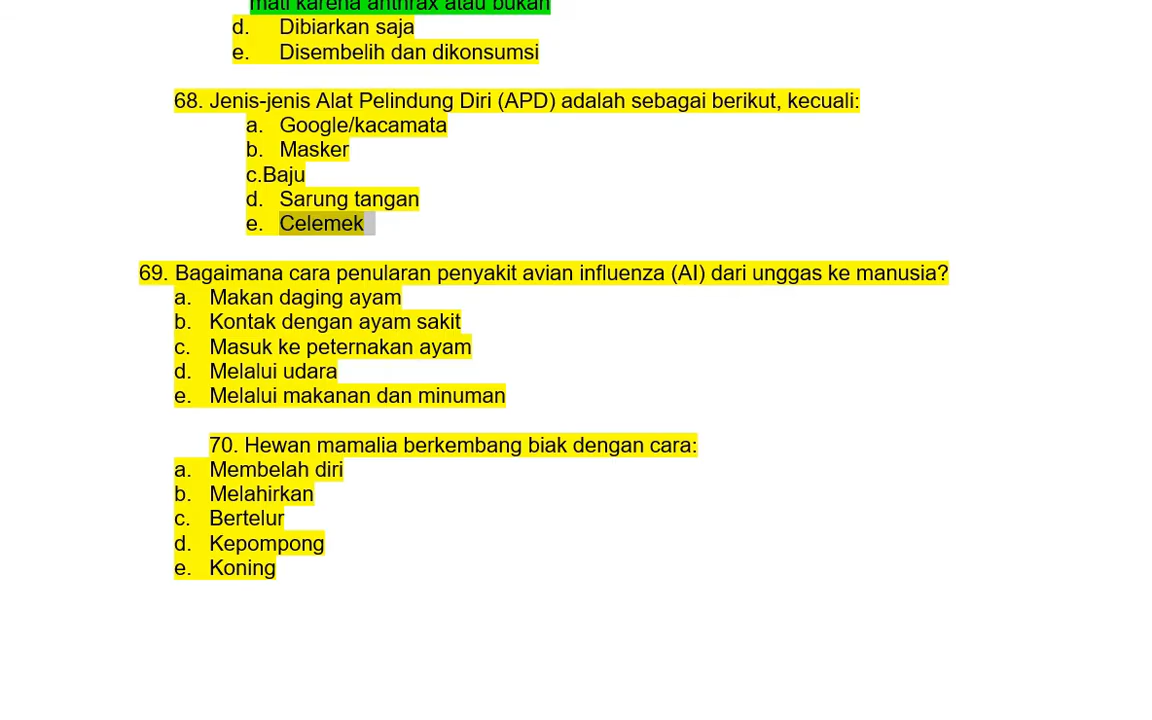 mati karena anthrax atau bukan
d. Dibiarkan saja
e. Disembelih dan dikonsumsi
68. Jenis-jenis Alat Pelindung Diri (APD) adalah sebagai berikut, kecuali:
a. Google/kacamata
b. Masker
c.Baju
d. Sarung tangan
e. Celemek
69. Bagaimana cara penularan penyakit avian influenza (AI) dari unggas ke manusia?
a. Makan daging ayam
b. Kontak dengan ayam sakit
c. Masuk ke peternakan ayam
d. Melalui udara
e. Melalui makanan dan minuman
70. Hewan mamalia berkembang biak dengan cara:
a. Membelah diri
b. Melahirkan
c. Bertelur
d. Kepompong
e. Koning